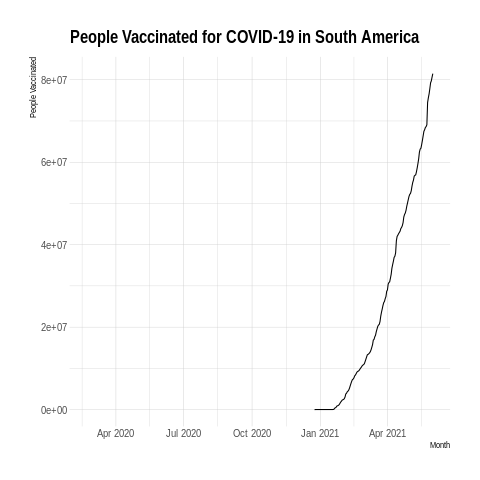 People Vaccinated for COVID-19 in South America
People Vaccinated
8e+07
6e+07
4e+07
2e+07
0e+00
Apr 2020 Jul 2020 Oct 2020 Jan 2021 Apr 2021
Month